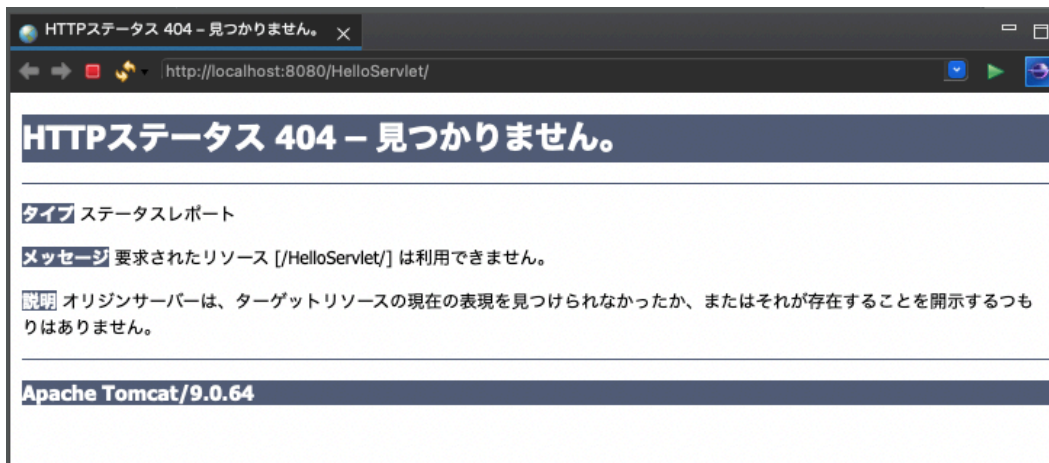 HTTPステータス 404 – 見つかりません。
http://localhost:8080/HelloServlet/
HTTPステータス 404 – 見つかりません。
タイプ ステータスレポート
メッセージ 要求されたリソース [/HelloServlet/] は利用できません。
説明 オリジンサーバーは、ターゲットリソースの現在の表現を見つけられなかったか、またはそれが存在することを開示するつも
りはありません。
Apache Tomcat/9.0.64